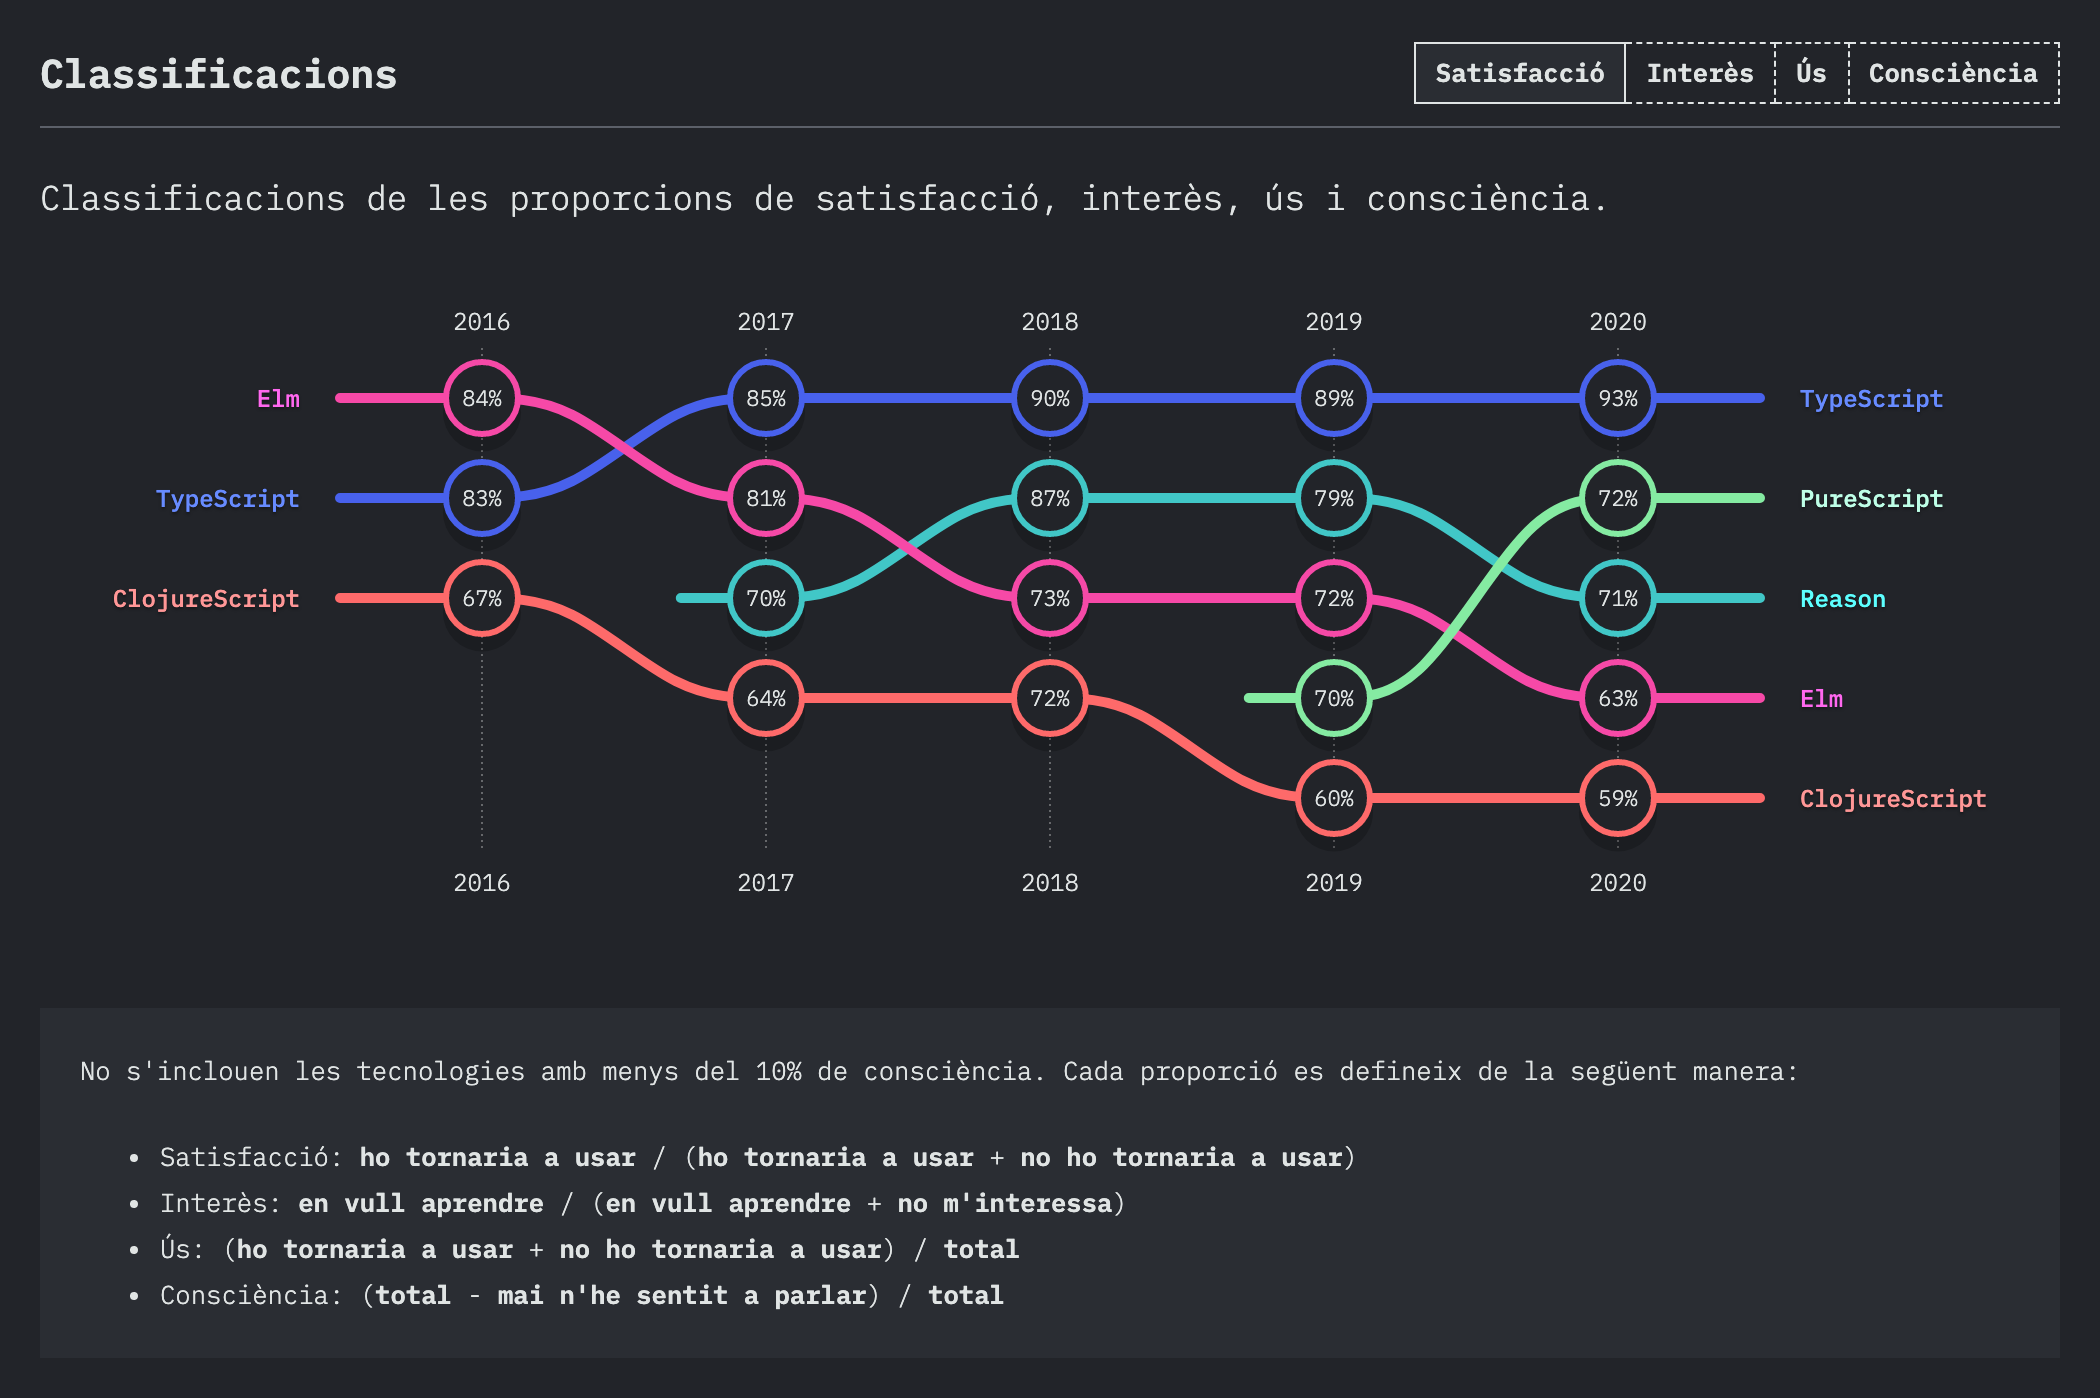 Classificacions
Satisfacció Interès Ús Consciència
Classificacions de les proporcions de satisfacció, interès, ús i consciència.
2016 2017 2018 2019 2020
Elm 84% 85% 90% 89% 93% TypeScript
TypeScript 83% 81% 87% 79% 72% PureScript
ClojureScript 67% 70% 73% 72% 71% Reason
64% 72% 70% 63% Elm
60% 59% ClojureScript
2016 2017 2018 2019 2020
No s'inclouen les tecnologies amb menys del 10% de consciència. Cada proporció es defineix de la següent manera:
• Satisfacció: ho tornaria a usar / (ho tornaria a usar + no ho tornaria a usar)
• Interès: en vull aprendre / (en vull aprendre + no m'interessa)
• Ús: (ho tornaria a usar + no ho tornaria a usar) / total
• Consciència: (total - mai n'he sentit a parlar) / total